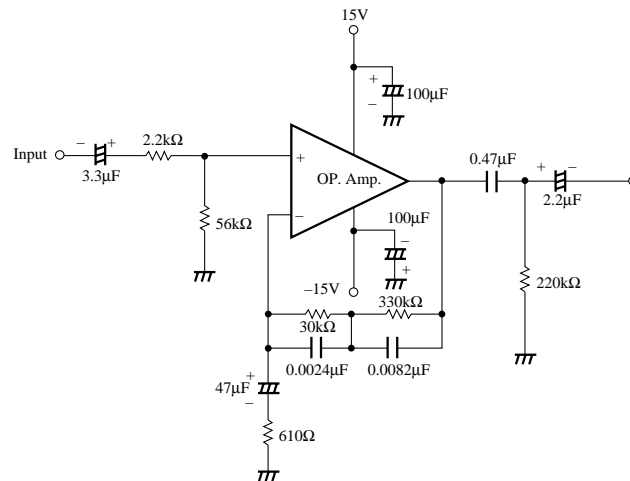 15V
+
100μF
−
Input
−
+
3.3μF
2.2kΩ
56kΩ
+
OP. Amp.
−
0.47μF
+
−
2.2μF
100μF
−
+
−15V
30kΩ
330kΩ
220kΩ
0.0024μF
0.0082μF
47μF
+
−
610Ω